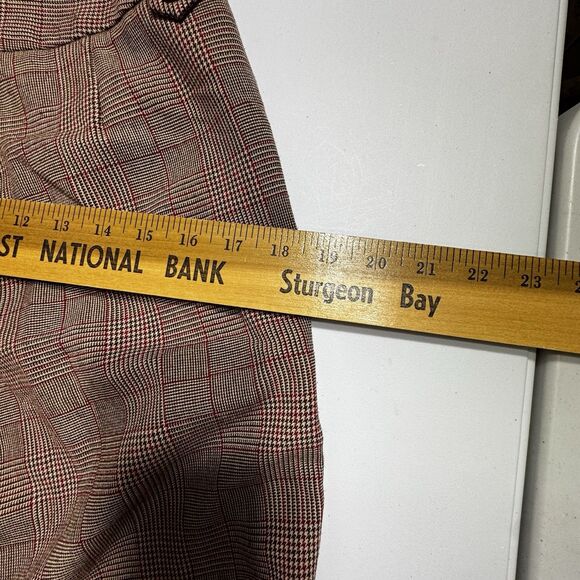 12 13 14 15 16 17 18 19 20 21 22 23
ST NATIONAL BANK Sturgeon Bay